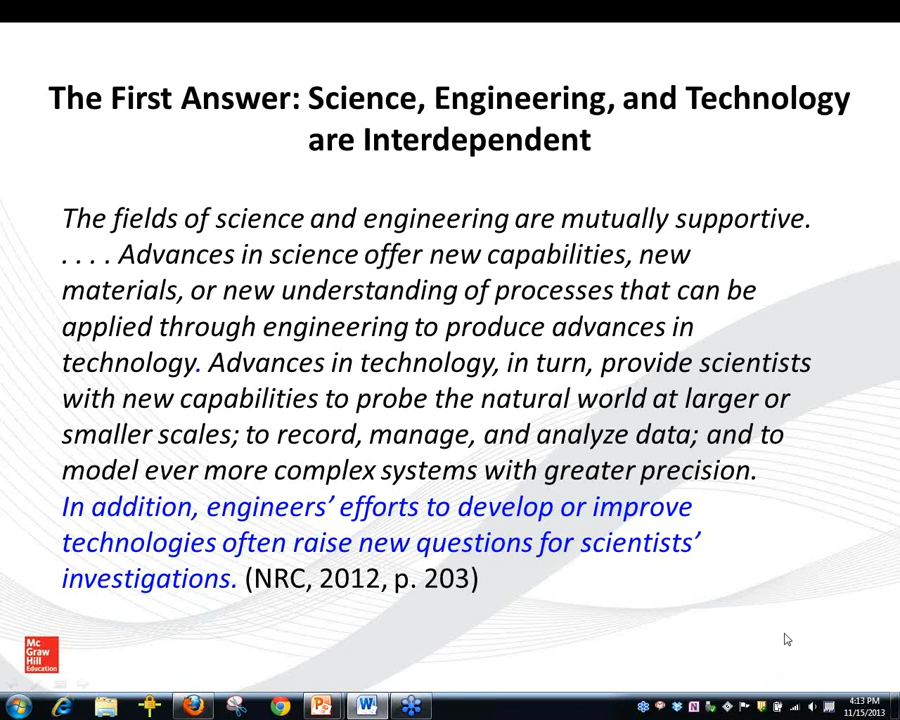 The First Answer: Science, Engineering, and Technology
are Interdependent
The fields of science and engineering are mutually supportive.
. . . . Advances in science offer new capabilities, new
materials, or new understanding of processes that can be
applied through engineering to produce advances in
technology. Advances in technology, in turn, provide scientists
with new capabilities to probe the natural world at larger or
smaller scales; to record, manage, and analyze data; and to
model ever more complex systems with greater precision.
In addition, engineers’ efforts to develop or improve
technologies often raise new questions for scientists’
investigations. (NRC, 2012, p. 203)
Mc
Graw
Hill
Education
4:13 PM
11/15/2013